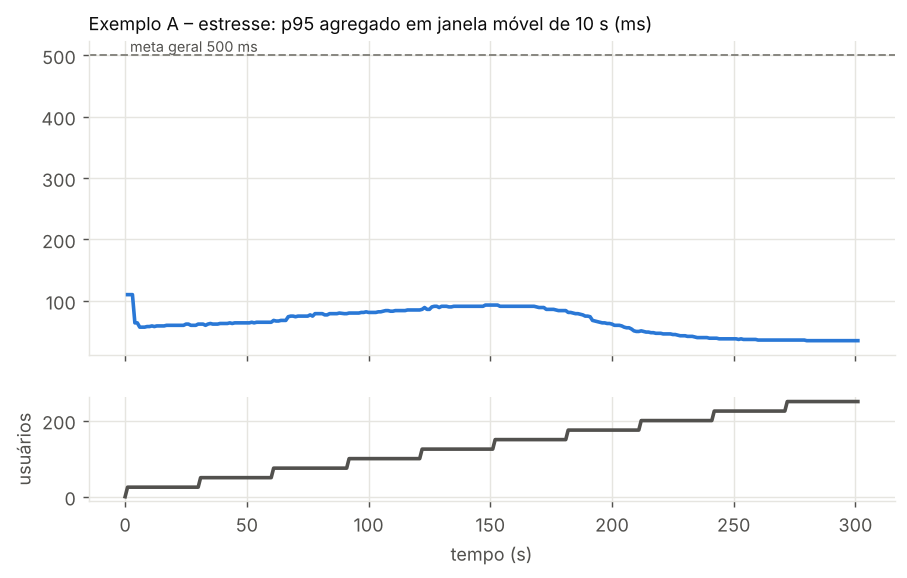 Exemplo A – estresse: p95 agregado em janela móvel de 10 s (ms)
meta geral 500 ms
500
400
300
200
100
usuários
200
0
0 50 100 150 200 250 300
tempo (s)